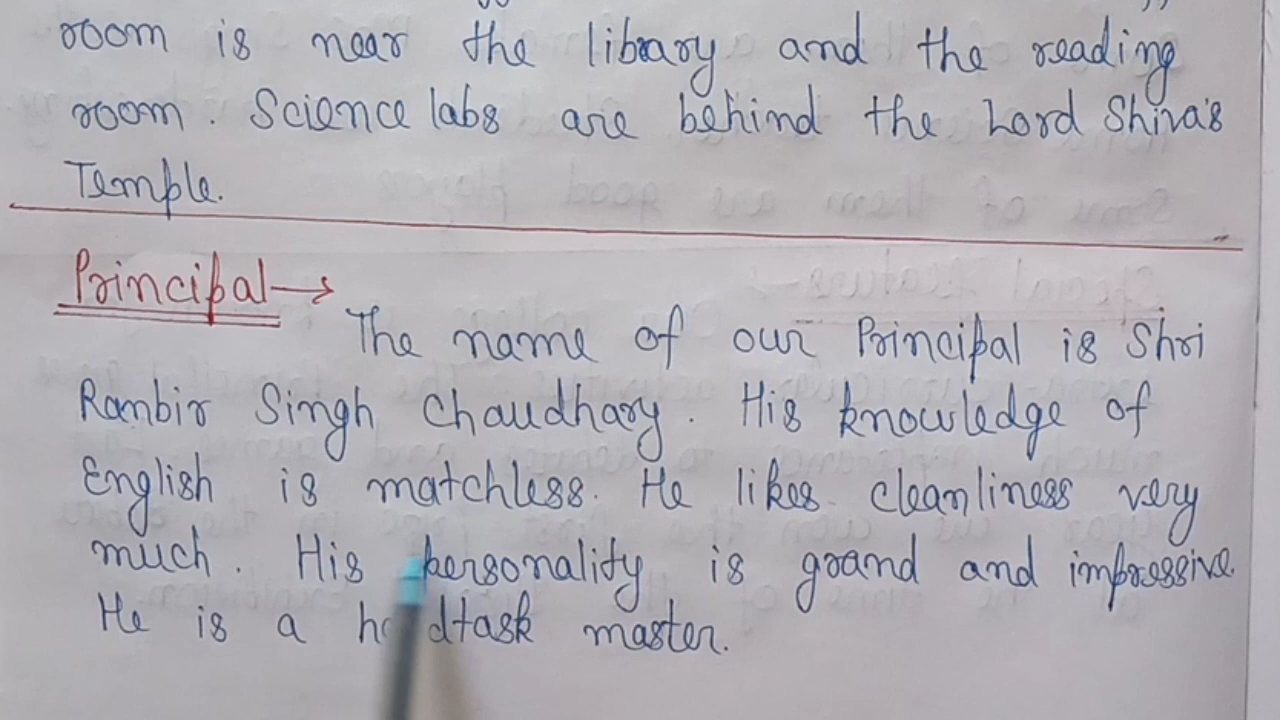 room is near the library and the reading
room. Science labs are behind the Lord Shiva's
Temple.
Principal →
The name of our Principal is Shri
Ranbir Singh Chaudhary. His knowledge of
English is matchless. He likes cleanliness very
much. His personality is grand and impressive.
He is a master.